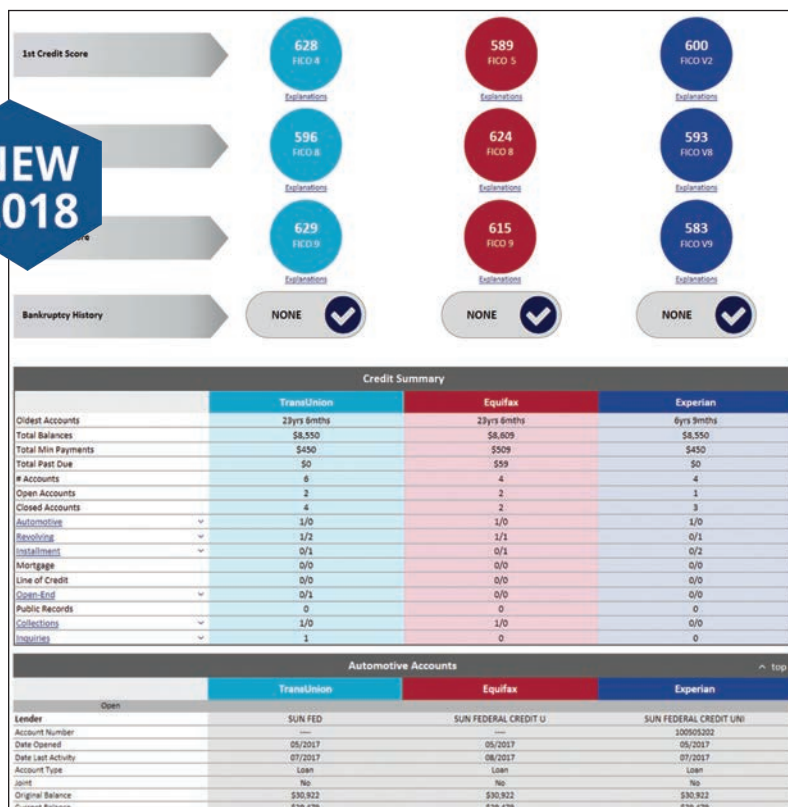 1st Credit Score
628
FICO 4
589
FICO 5
600
FICO V2
Explanations Explanations Explanations
NEW
2018
596
FICO 8
624
FICO 8
593
FICO V8
Explanations Explanations Explanations
629
FICO 9
615
FICO 9
583
FICO V9
Explanations Explanations Explanations
Bankruptcy History NONE NONE NONE
Credit Summary
TransUnion Equifax Experian
Oldest Accounts 23yrs 6mths 23yrs 6mths 6yrs 9mths
Total Balances $8,550 $8,609 $8,550
Total Min Payments $450 $509 $450
Total Past Due $0 $59 $0
# Accounts 6 4 4
Open Accounts 2 2 1
Closed Accounts 4 2 3
Automotive 1/0 1/0 1/0
Revolving 1/2 1/1 0/1
Installment 0/1 0/1 0/2
Mortgage 0/0 0/0 0/0
Line of Credit 0/0 0/0 0/0
Open-End 0/1 0/0 0/0
Public Records 0 0 0
Collections 1/0 1/0 0/0
Inquiries 1 0 0
Automotive Accounts top
TransUnion Equifax Experian
Open
Lender SUN FED SUN FEDERAL CREDIT U SUN FEDERAL CREDIT UNI
Account Number ---- ---- 100505202
Date Opened 05/2017 05/2017 05/2017
Date Last Activity 07/2017 08/2017 07/2017
Account Type Loan Loan Loan
Joint No No No
Original Balance $30,922 $30,922 $30,922